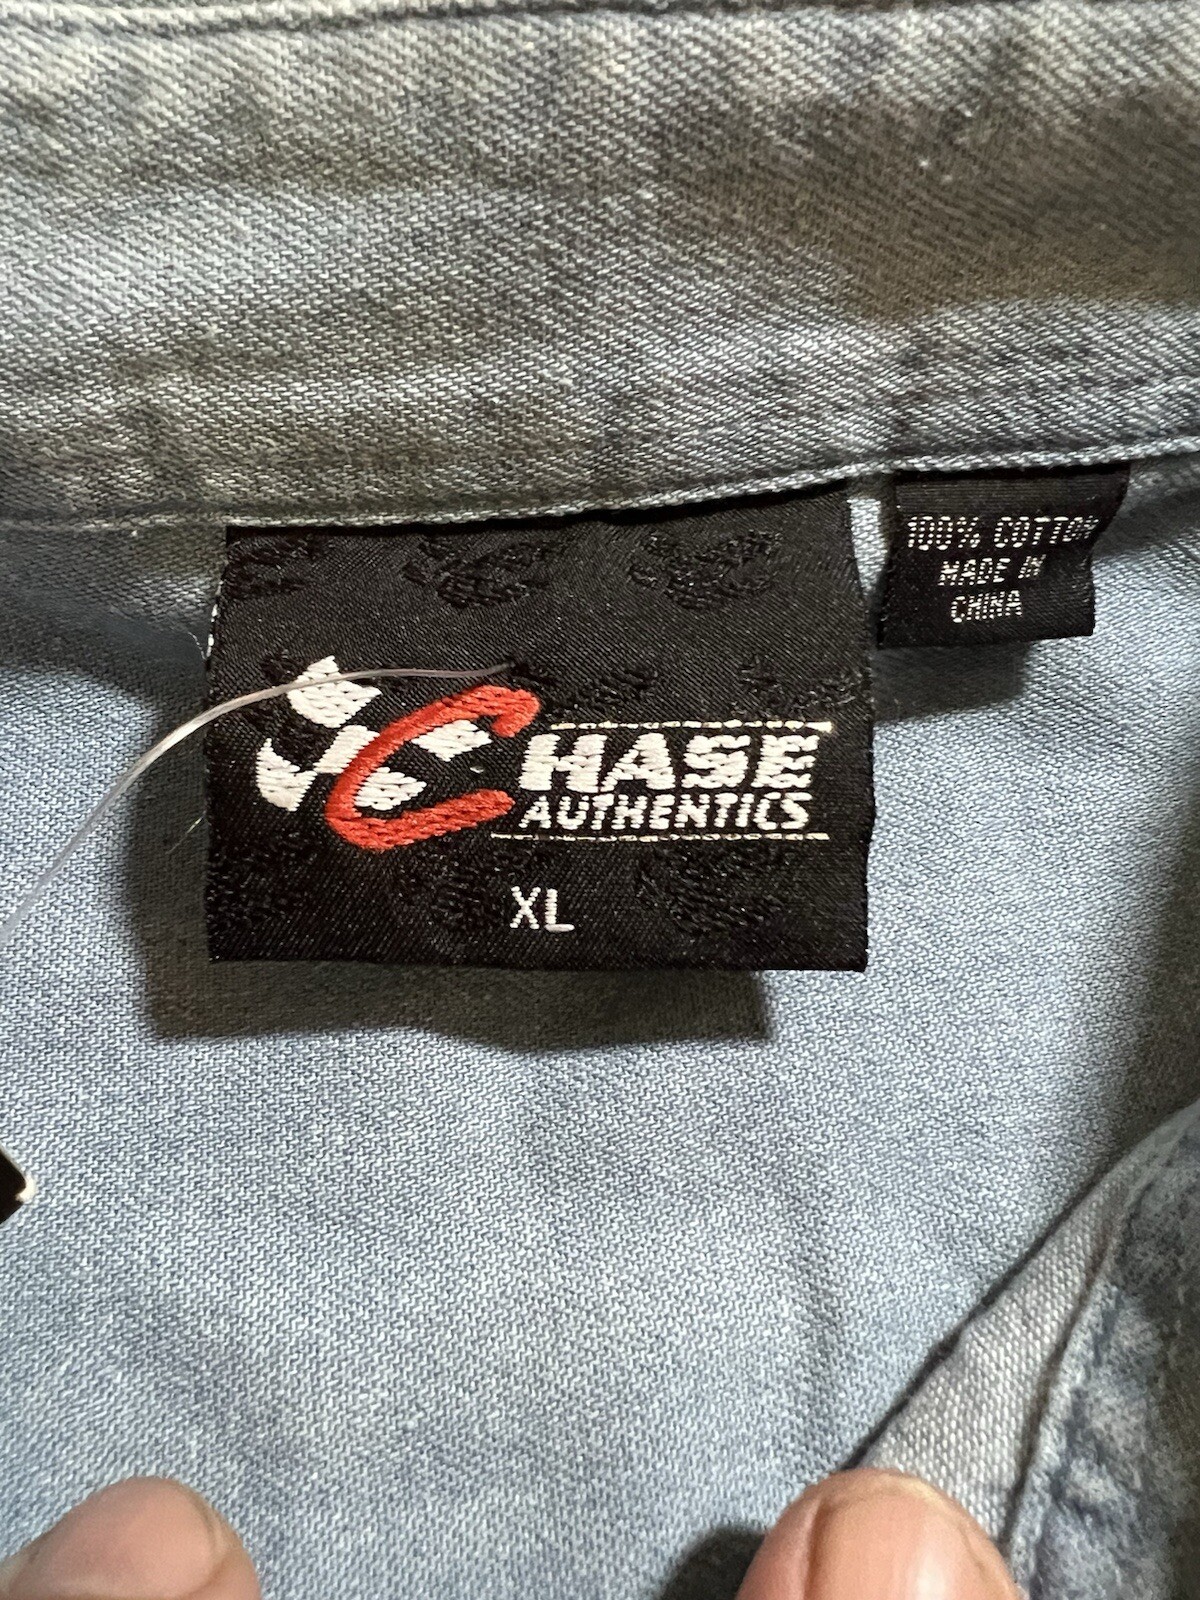 100% COTTON
MADE IN
CHINA
CHASE
AUTHENTICS
XL